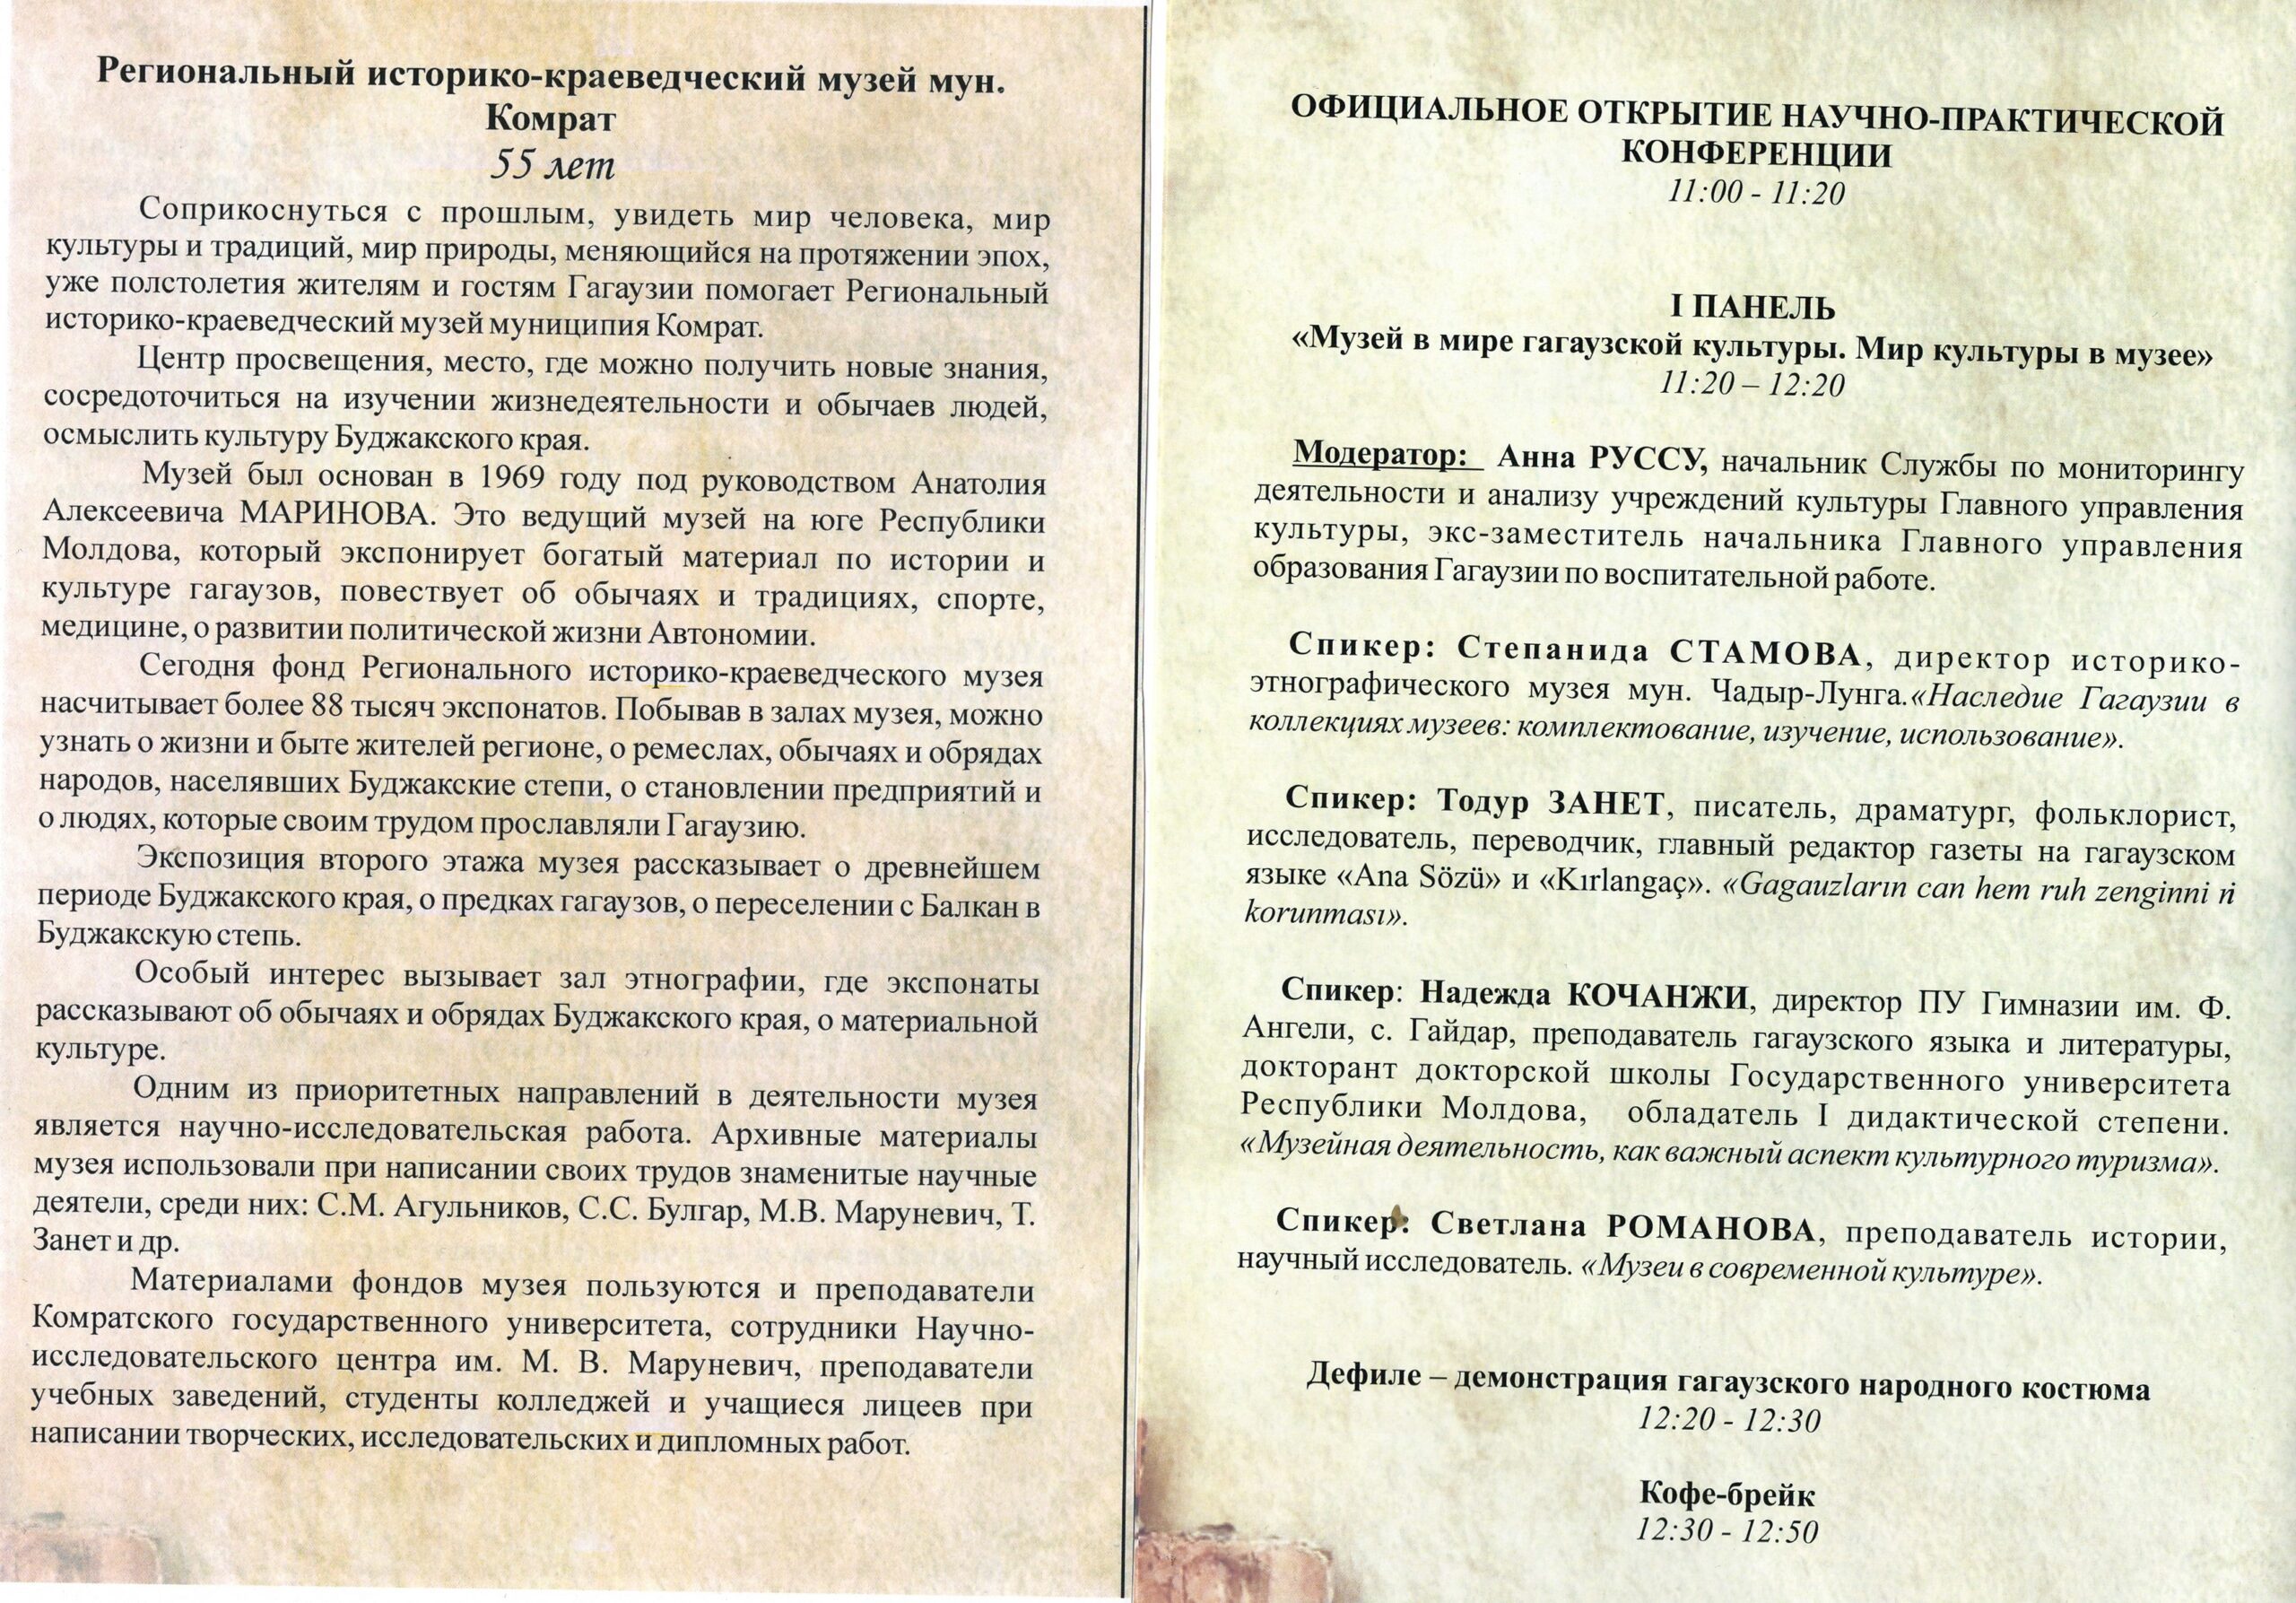 Региональный историко-краеведческий музей мун.
Комрат
55 лет
Соприкоснуться с прошлым, увидеть мир человека, мир
культуры и традиций, мир природы, меняющийся на протяжении эпох,
уже полстолетия жителям и гостям Гагаузии помогает Региональный
историко-краеведческий музей муниципия Комрат.
Центр просвещения, место, где можно получить новые знания,
сосредоточиться на изучении жизнедеятельности и обычаев людей,
осмыслить культуру Буджакского края.
Музей был основан в 1969 году под руководством Анатолия
Алексеевича МАРИНОВА. Это ведущий музей на юге Республики
Молдова, который экспонирует богатый материал по истории и
культуре гагаузов, повествует об обычаях и традициях, спорте,
медицине, о развитии политической жизни Автономии.
Сегодня фонд Регионального историко-краеведческого музея
насчитывает более 88 тысяч экспонатов. Побывав в залах музея, можно
узнать о жизни и быте жителей регионе, о ремеслах, обычаях и обрядах
народов, населявших Буджакские степи, о становлении предприятий и
о людях, которые своим трудом прославляли Гагаузию.
Экспозиция второго этажа музея рассказывает о древнейшем
периоде Буджакского края, о предках гагаузов, о переселении с Балкан в
Буджакскую степь.
Особый интерес вызывает зал этнографии, где экспонаты
рассказывают об обычаях и обрядах Буджакского края, о материальной
культуре.
Одним из приоритетных направлений в деятельности музея
является научно-исследовательская работа. Архивные материалы
музея использовали при написании своих трудов знаменитые научные
деятели, среди них: С.М. Агульников, С.С. Булгар, М.В. Маруневич, Т.
Занет и др.
Материалами фондов музея пользуются и преподаватели
Комратского государственного университета, сотрудники Научно-
исследовательского центра им. М. В. Маруневич, преподаватели
учебных заведений, студенты колледжей и учащиеся лицеев при
написании творческих, исследовательских и дипломных работ.
ОФИЦИАЛЬНОЕ ОТКРЫТИЕ НАУЧНО-ПРАКТИЧЕСКОЙ
КОНФЕРЕНЦИИ
11:00 - 11:20
I ПАНЕЛЬ
«Музей в мире гагаузской культуры. Мир культуры в музее»
11:20 – 12:20
Модератор: Анна РУССУ, начальник Службы по мониторингу
деятельности и анализу учреждений культуры Главного управления
культуры, экс-заместитель начальника Главного управления
образования Гагаузии по воспитательной работе.
Спикер: Степанида СТАМОВА, директор историко-
этнографического музея мун. Чадыр-Лунга.«Наследие Гагаузии в
коллекциях музеев: комплектование, изучение, использование».
Спикер: Тодур ЗАНЕТ, писатель, драматург, фольклорист,
исследователь, переводчик, главный редактор газеты на гагаузском
языке «Ana Sözü» и «Kırlangaç». «Gagauzların can hem ruh zenginni ń
korunması».
Спикер: Надежда КОЧАНЖИ, директор ПУ Гимназии им. Ф.
Ангели, с. Гайдар, преподаватель гагаузского языка и литературы,
докторант докторской школы Государственного университета
Республики Молдова, обладатель I дидактической степени.
«Музейная деятельность, как важный аспект культурного туризма».
Спикер: Светлана РОМАНОВА, преподаватель истории,
научный исследователь. «Музеи в современной культуре».
Дефиле – демонстрация гагаузского народного костюма
12:20 - 12:30
Кофе-брейк
12:30 - 12:50